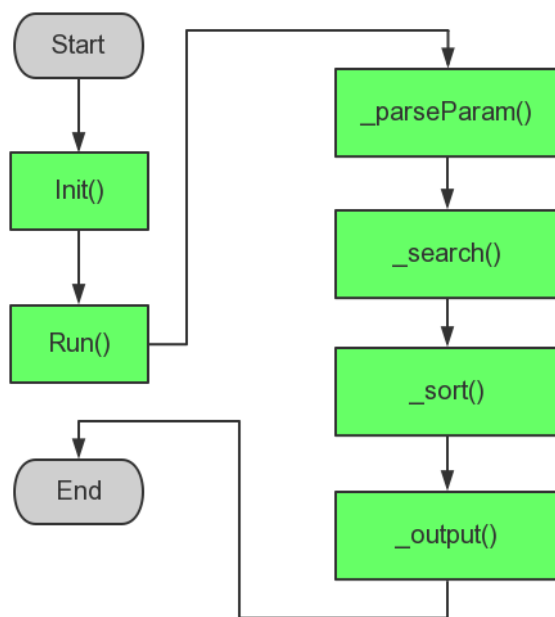 Start
Init()
Run()
_parseParam()
_search()
_sort()
_output()
End